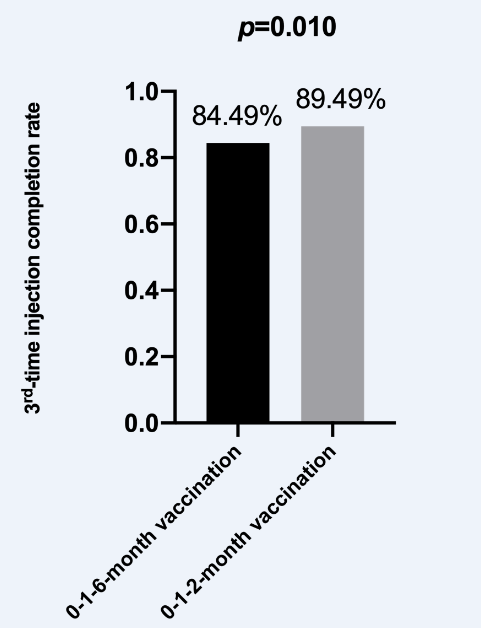 p=0.010
3rd-time injection completion rate
1.0
0.8
0.6
0.4
0.2
0.0
84.49%
89.49%
0-1-6-month vaccination
0-1-2-month vaccination